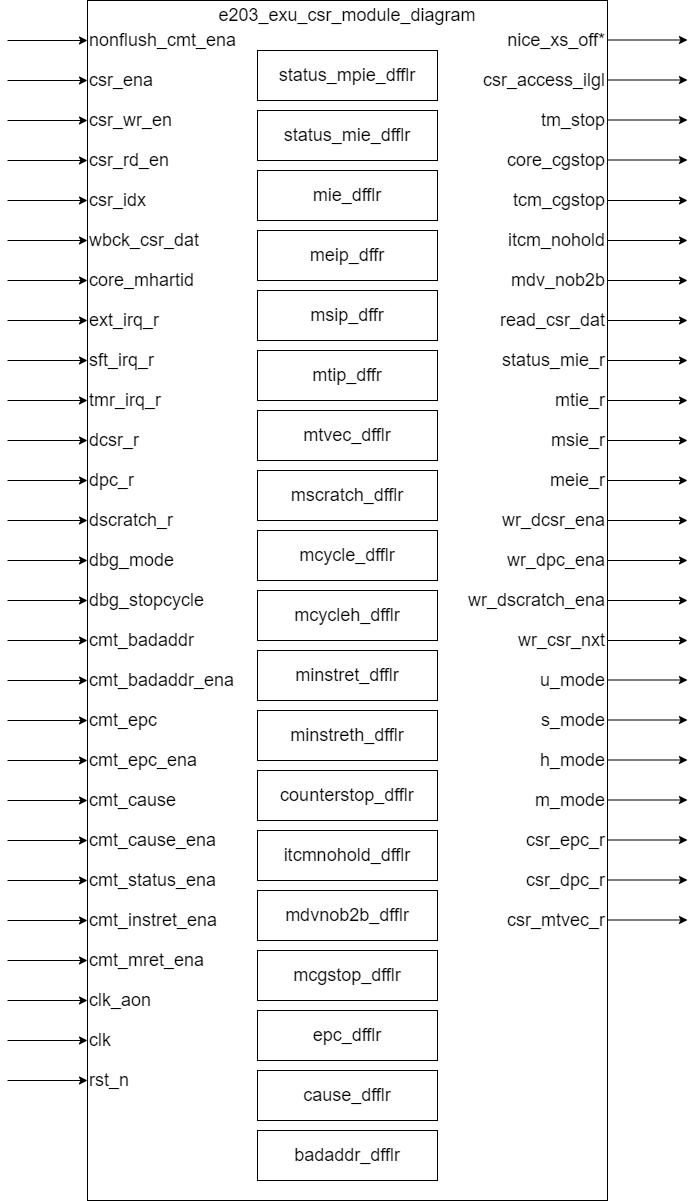 e203_exu_csr_module_diagram
nonflush_cmt_ena
csr_ena
csr_wr_en
csr_rd_en
csr_idx
wbck_csr_dat
core_mhartid
ext_irq_r
sft_irq_r
tmr_irq_r
dcsr_r
dpc_r
dscratch_r
dbg_mode
dbg_stopcycle
cmt_badaddr
cmt_badaddr_ena
cmt_epc
cmt_epc_ena
cmt_cause
cmt_cause_ena
cmt_status_ena
cmt_instret_ena
cmt_mret_ena
clk_aon
clk
rst_n
status_mpie_dfflr
status_mie_dfflr
mie_dfflr
meip_dffr
msip_dffr
mtip_dffr
mtvec_dfflr
mscratch_dfflr
mcycle_dfflr
mcycleh_dfflr
minstret_dfflr
minstreth_dfflr
counterstop_dfflr
itcmnohold_dfflr
mdvnob2b_dfflr
mcgstop_dfflr
epc_dfflr
cause_dfflr
badaddr_dfflr
nice_xs_off*
csr_access_ilgl
tm_stop
core_cgstop
tcm_cgstop
itcm_nohold
mdv_nob2b
read_csr_dat
status_mie_r
mtie_r
msie_r
meie_r
wr_dcsr_ena
wr_dpc_ena
wr_dscratch_ena
wr_csr_nxt
u_mode
s_mode
h_mode
m_mode
csr_epc_r
csr_dpc_r
csr_mtvec_r